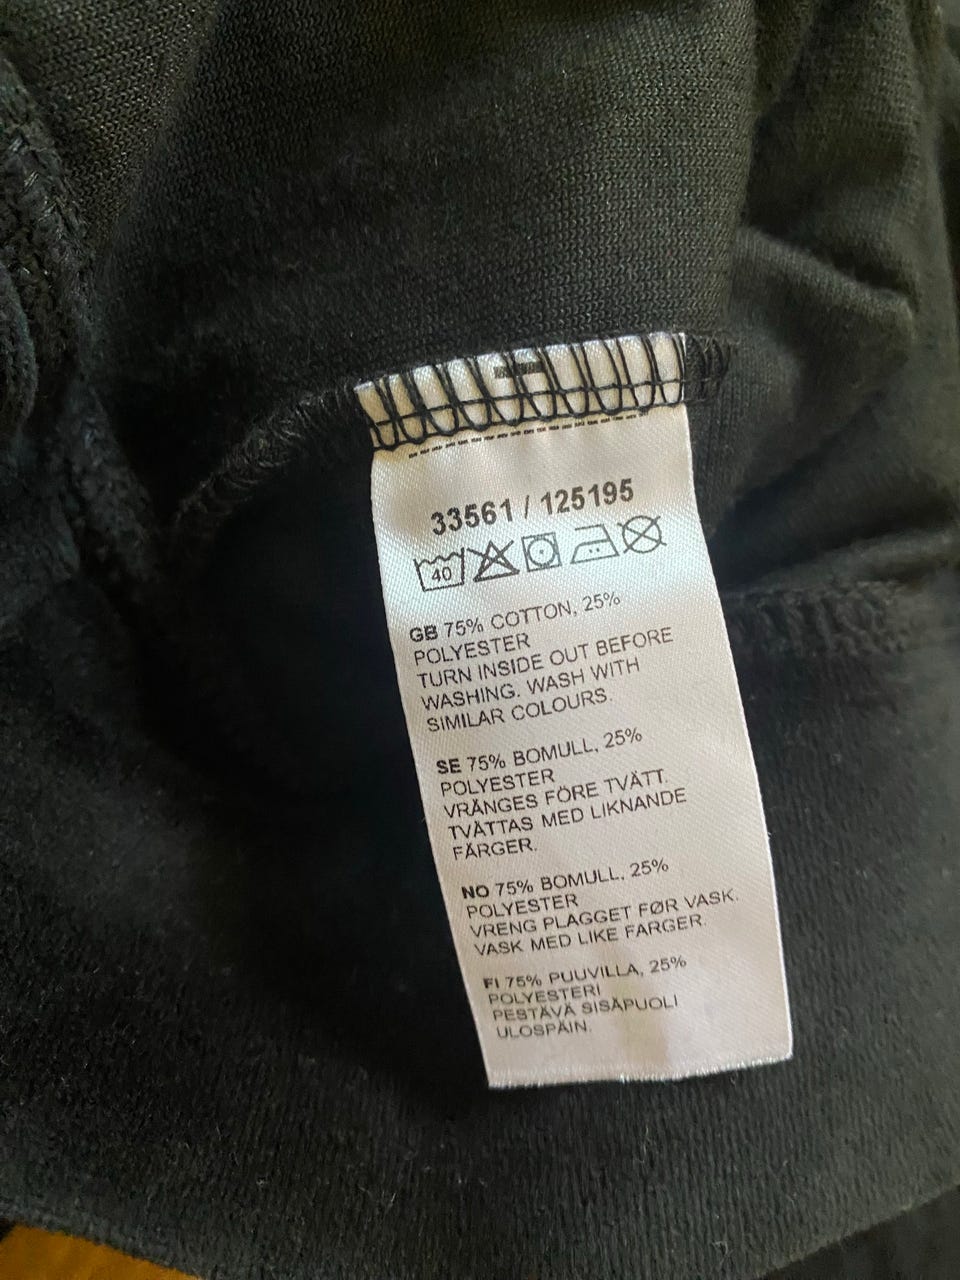 33561 / 125195
40
GB 75% COTTON, 25%
POLYESTER
TURN INSIDE OUT BEFORE
WASHING. WASH WITH
SIMILAR COLOURS.
SE 75% BOMULL, 25%
POLYESTER
VRÄNGES FÖRE TVÄTT.
TVÄTTAS MED LIKNANDE
FÄRGER.
NO 75% BOMULL, 25%
POLYESTER
VRENG PLAGGET FØR VASK.
VASK MED LIKE FARGER.
FI 75% PUUVILLA, 25%
POLYESTERI
PESTÄVÄ SISÄPUOLI
ULOSPÄIN.